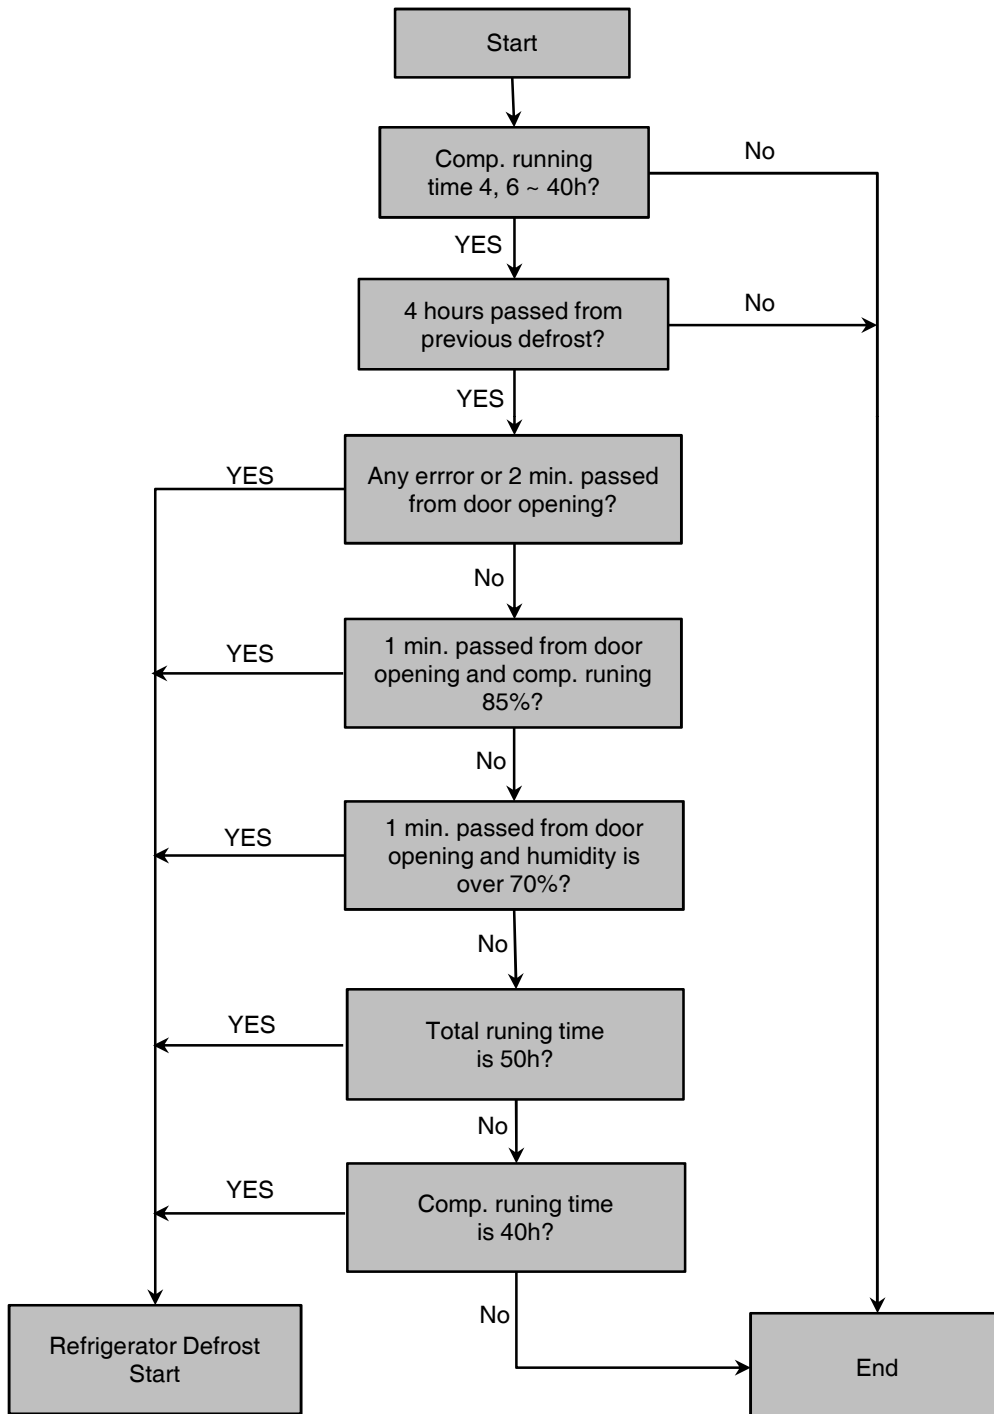 Start
Comp. running
time 4, 6 ~ 40h?
No
YES
4 hours passed from
previous defrost?
No
YES
Any errror or 2 min. passed
from door opening?
YES
No
1 min. passed from door
opening and comp. runing
85%?
YES
No
1 min. passed from door
opening and humidity is
over 70%?
YES
No
Total runing time
is 50h?
YES
No
Comp. runing time
is 40h?
YES
No
Refrigerator Defrost
Start
End